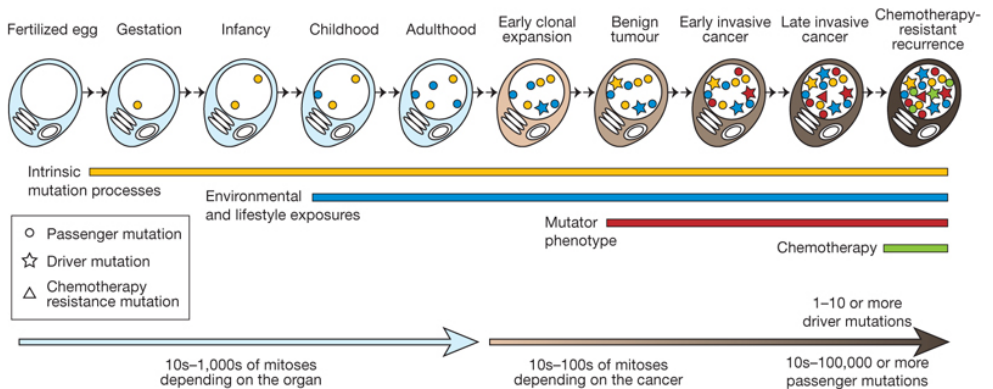 Fertilized egg
Gestation
Infancy
Childhood
Adulthood
Early clonal
expansion
Benign
tumour
Early invasive
cancer
Late invasive
cancer
Chemotherapy-
resistant
recurrence
Intrinsic
mutation processes
Environmental
and lifestyle exposures
Mutator
phenotype
Chemotherapy
Passenger mutation
Driver mutation
Chemotherapy
resistance mutation
10s–1,000s of mitoses
depending on the organ
10s–100s of mitoses
depending on the cancer
1–10 or more
driver mutations
10s–100,000 or more
passenger mutations